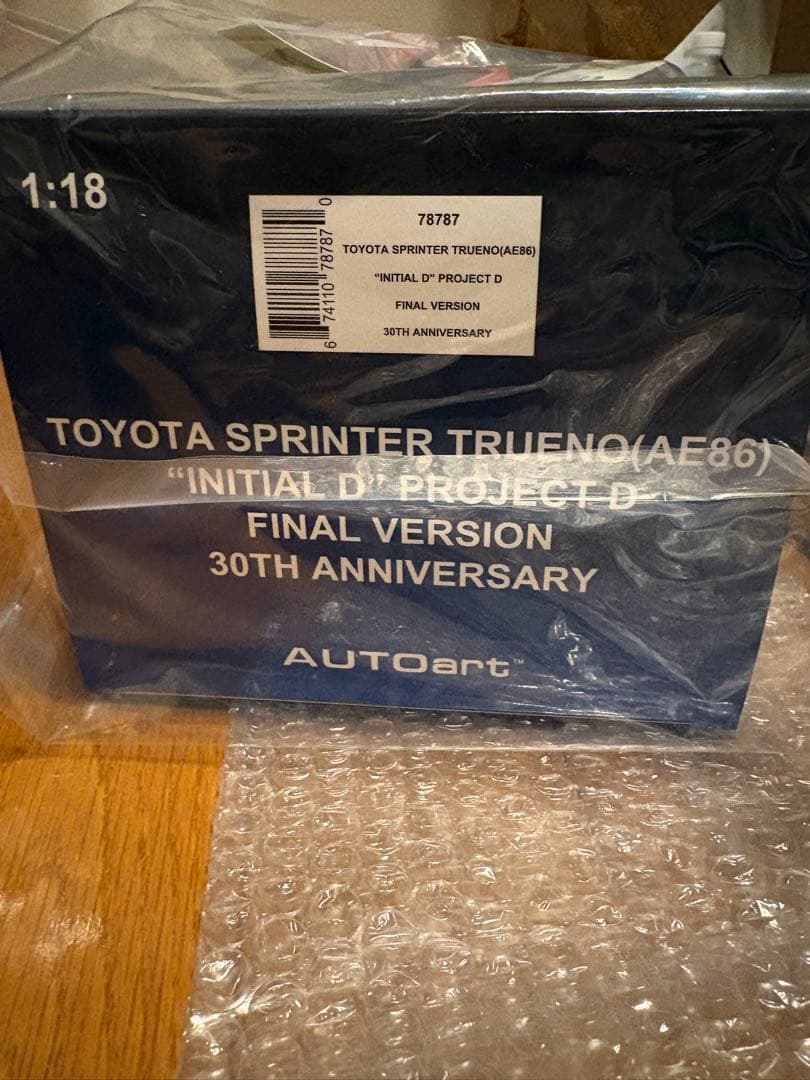 1:18
78787
TOYOTA SPRINTER TRUENO(AE86)
"INITIAL D" PROJECT D
FINAL VERSION
30TH ANNIVERSARY
6 74110 78787 0
TOYOTA SPRINTER TRUENO(AE86)
“INITIAL D” PROJECT D
FINAL VERSION
30TH ANNIVERSARY
AUTOart™